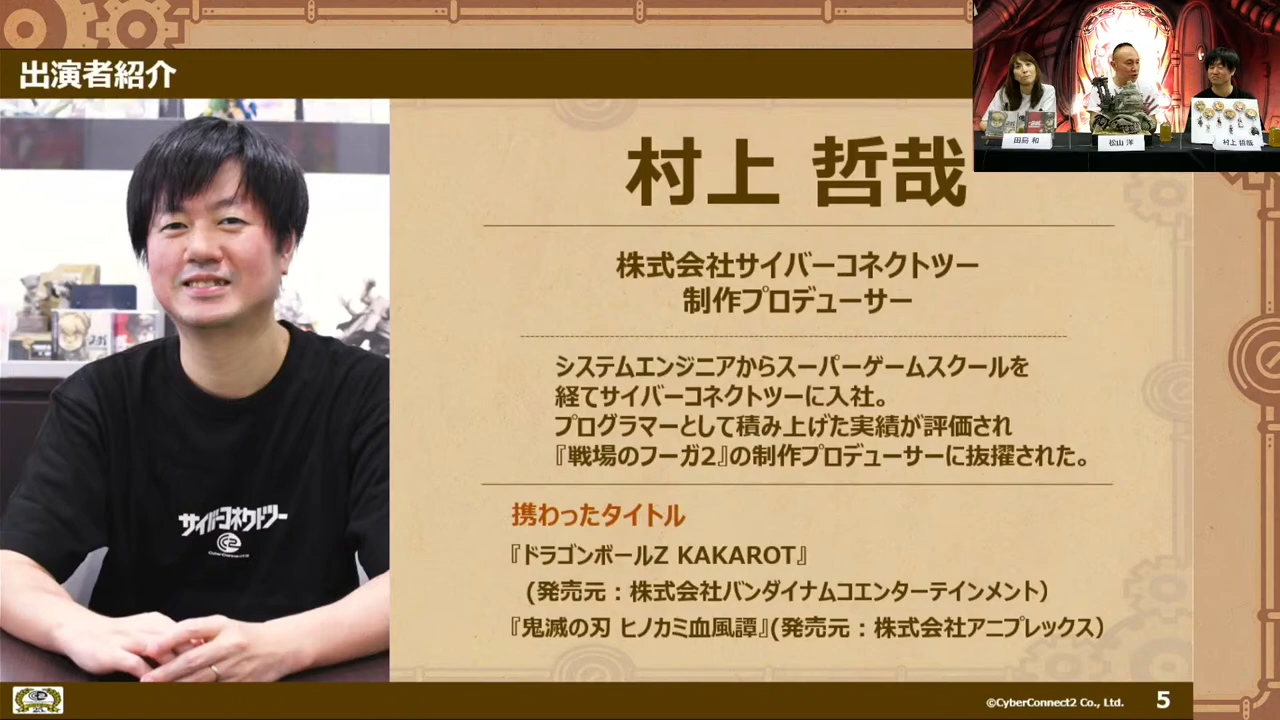 出演者紹介
田島 和
松山 洋
村上 哲哉
村上 哲哉
株式会社サイバーコネクトツー
制作プロデューサー
システムエンジニアからスーパーゲームスクールを
経てサイバーコネクトツーに入社。
プログラマーとして積み上げた実績が評価され
『戦場のフーガ2』の制作プロデューサーに抜擢された。
携わったタイトル
『ドラゴンボールZ KAKAROT』
(発売元：株式会社バンダイナムコエンターテインメント）
『鬼滅の刃 ヒノカミ血風譚』(発売元：株式会社アニプレックス）
サイバーコネクトツー
CyberConnect2
©CyberConnect2 Co., Ltd.
5